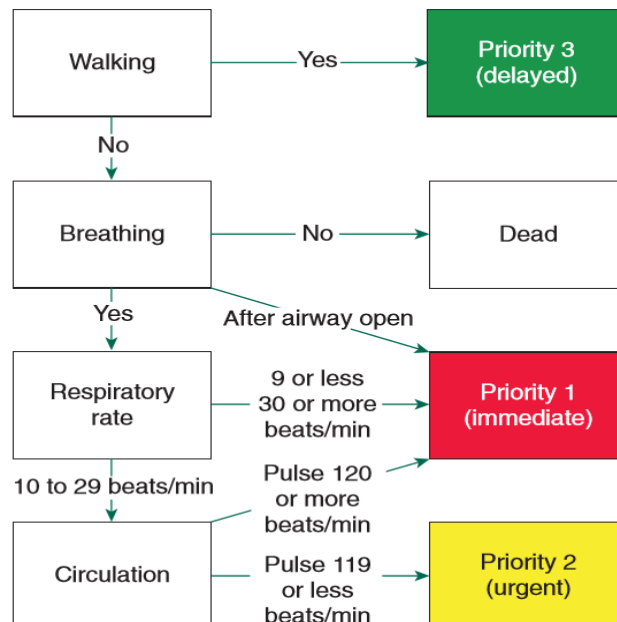 Walking
Yes
Priority 3
(delayed)
No
Breathing
No
Dead
Yes
After airway open
Respiratory
rate
9 or less
30 or more
beats/min
Priority 1
(immediate)
10 to 29 beats/min
Pulse 120
or more
beats/min
Circulation
Pulse 119
or less
beats/min
Priority 2
(urgent)